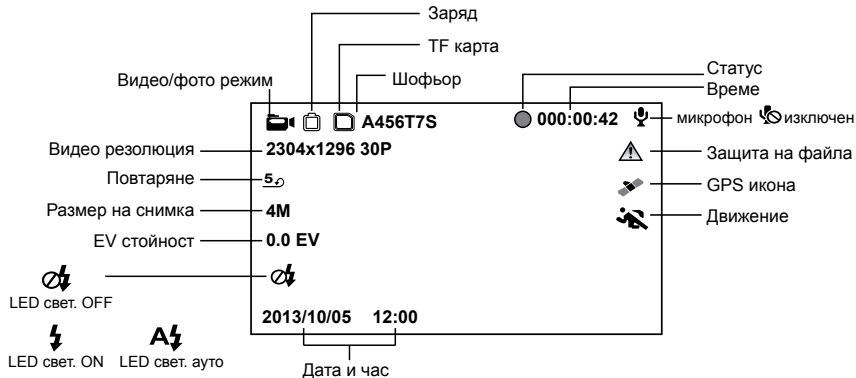 Заряд
TF карта
Видео/фото режим
Шофьор
Статус
Време
A456T7S
000:00:42
микрофон изключен
Видео резолюция
2304x1296 30P
Защита на файла
Повтаряне
5
GPS икона
Размер на снимка
4M
Движение
EV стойност
0.0 EV
LED свет. OFF
2013/10/05 12:00
A
LED свет. ON LED свет. ауто
Дата и час